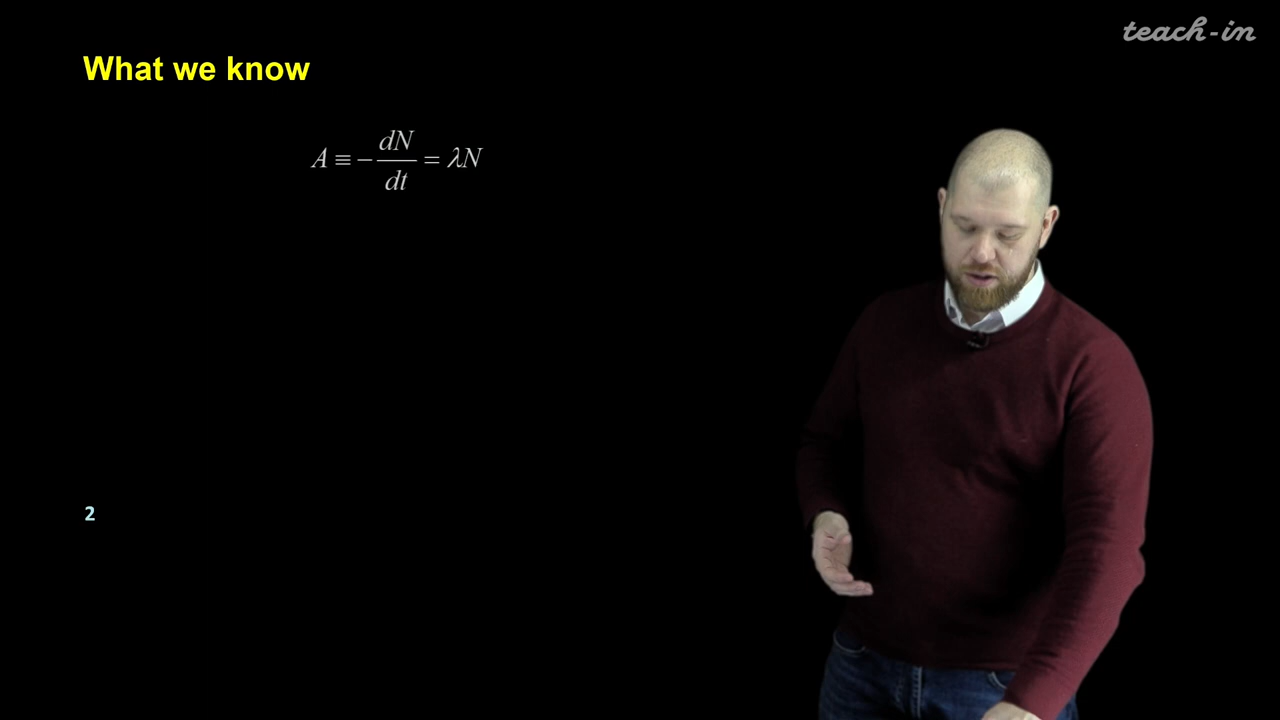 teach-in
What we know
A ≡ − dN/dt = λN
2